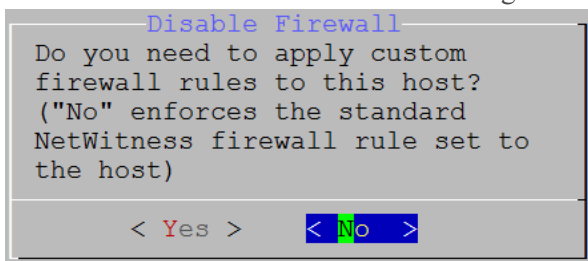 Disable Firewall
Do you need to apply custom
firewall rules to this host?
("No" enforces the standard
NetWitness firewall rule set to
the host)
< Yes > < No >